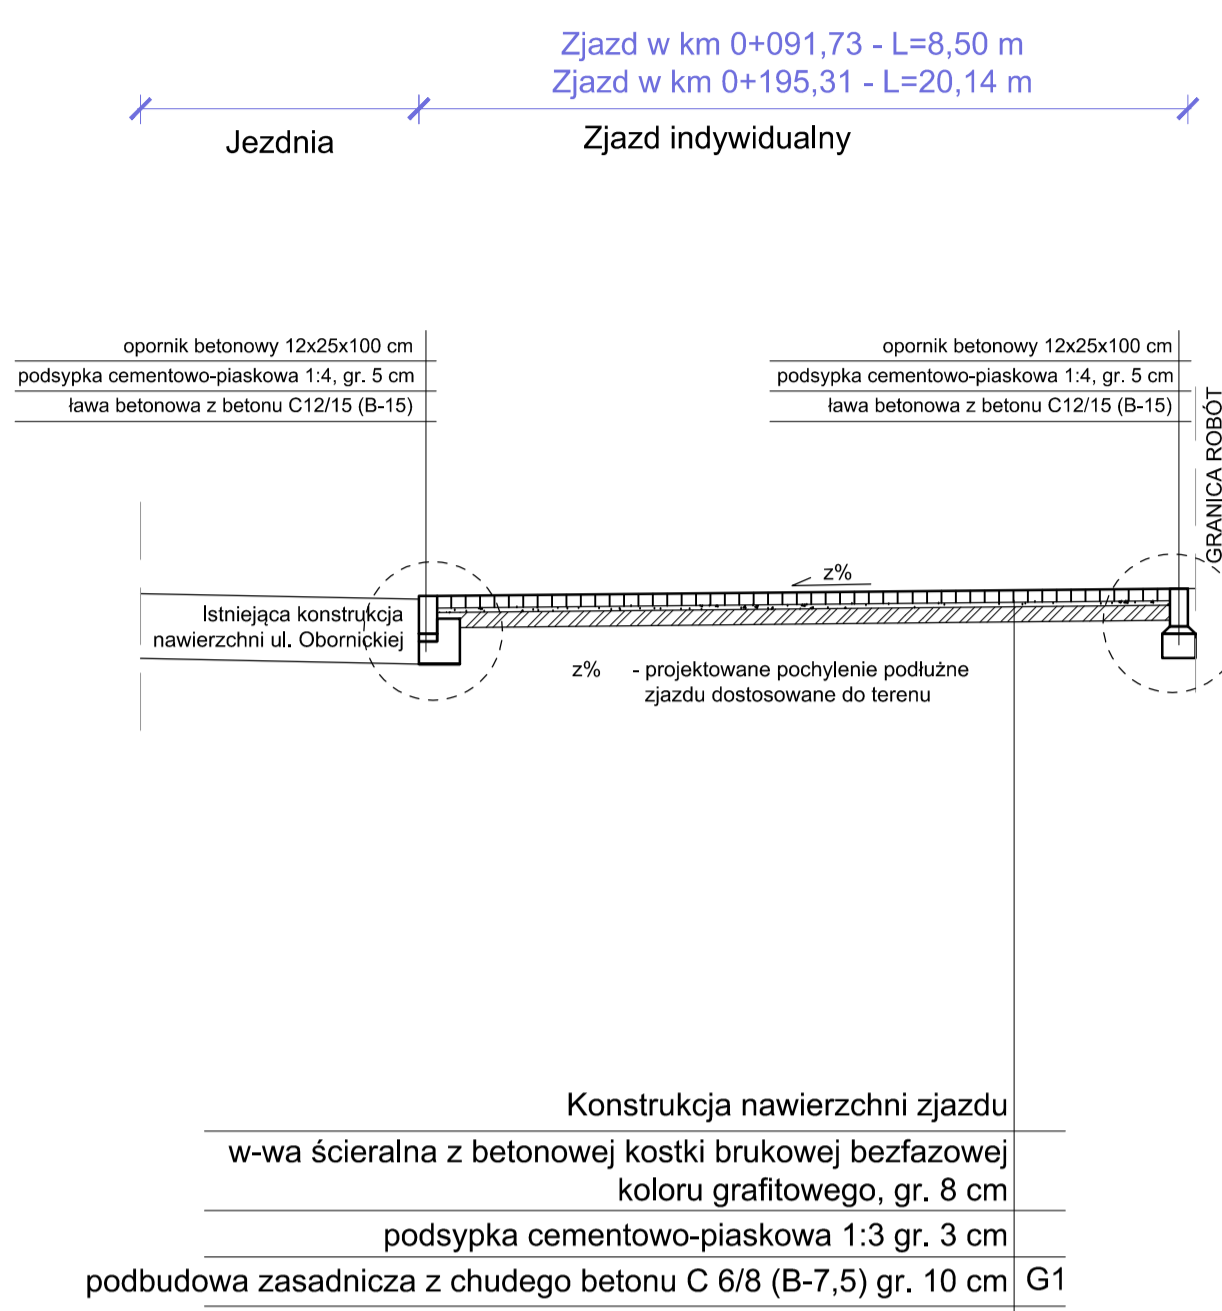 Zjazd w km 0+091,73 - L=8,50 m
Zjazd w km 0+195,31 - L=20,14 m
Jezdnia
Zjazd indywidualny
opornik betonowy 12x25x100 cm
podsypka cementowo-piaskowa 1:4, gr. 5 cm
ława betonowa z betonu C12/15 (B-15)
opornik betonowy 12x25x100 cm
podsypka cementowo-piaskowa 1:4, gr. 5 cm
ława betonowa z betonu C12/15 (B-15)
GRANICA ROBÓT
z%
Istniejąca konstrukcja
nawierzchni ul. Obornickiej
z% - projektowane pochylenie podłużne
zjazdu dostosowane do terenu
Konstrukcja nawierzchni zjazdu
w-wa ścieralna z betonowej kostki brukowej bezfazowej
koloru grafitowego, gr. 8 cm
podsypka cementowo-piaskowa 1:3 gr. 3 cm
podbudowa zasadnicza z chudego betonu C 6/8 (B-7,5) gr. 10 cm G1